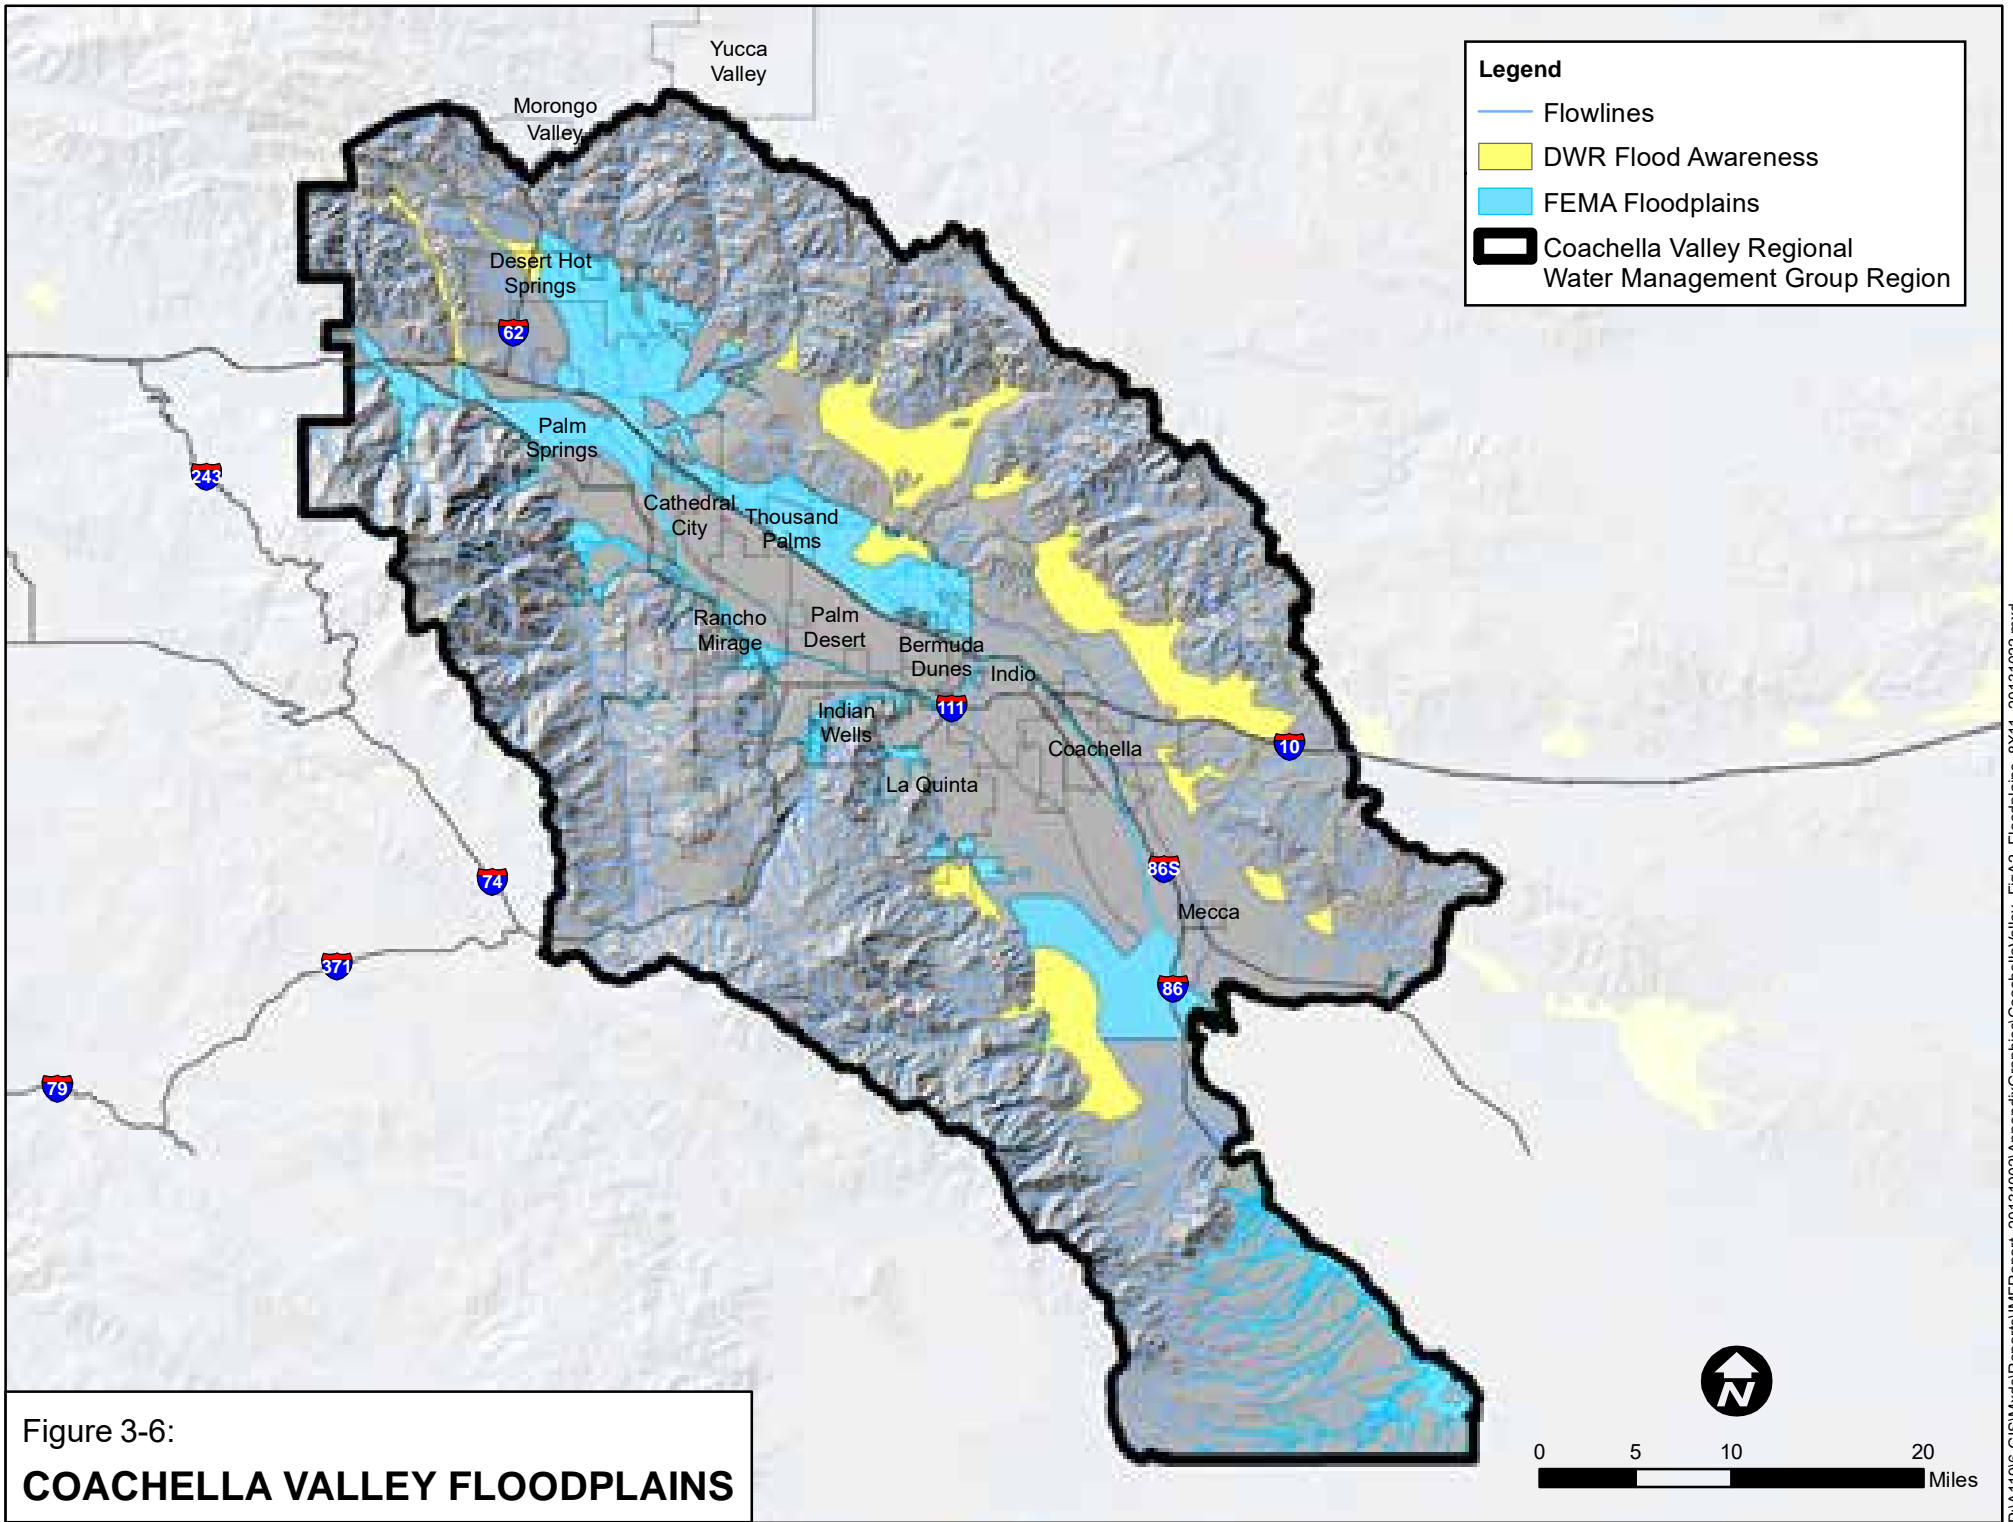 Yucca
Valley
Morongo
Valley
Legend
Flowlines
DWR Flood Awareness
FEMA Floodplains
Coachella Valley Regional
Water Management Group Region
Desert Hot
Springs
62
Palm
Springs
243
Cathedral
City
Thousand
Palms
Rancho
Mirage
Palm
Desert
Bermuda
Dunes
Indio
111
Indian
Wells
10
Coachella
La Quinta
86S
74
Mecca
371
86
79
Figure 3-6:
COACHELLA VALLEY FLOODPLAINS
N
0 5 10 20
Miles